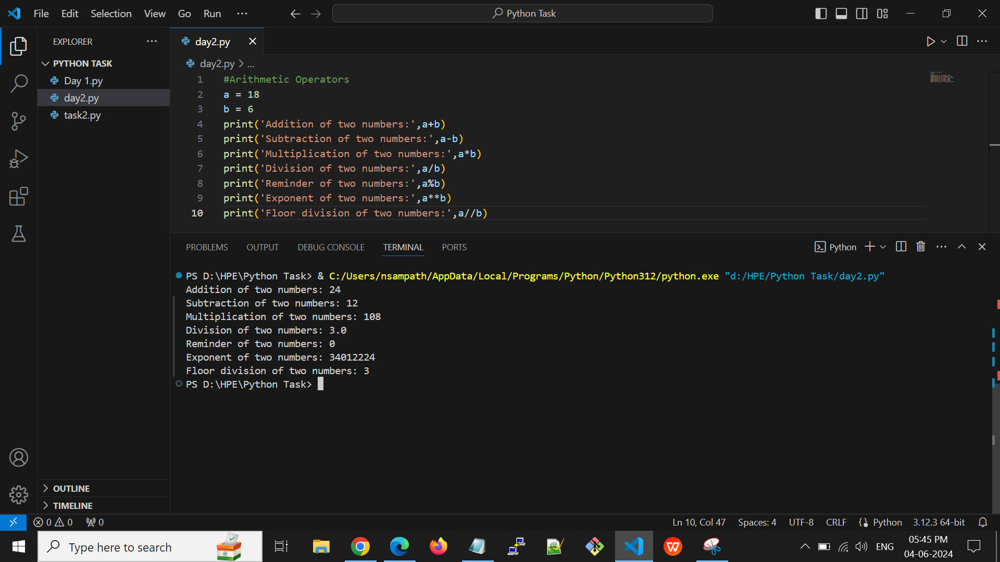 File Edit Selection View Go Run ···
Python Task
EXPLORER ···
PYTHON TASK
Day 1.py
day2.py
task2.py
OUTLINE
TIMELINE
day2.py
day2.py > ...
1 #Arithmetic Operators
2 a = 18
3 b = 6
4 print('Addition of two numbers:',a+b)
5 print('Subtraction of two numbers:',a-b)
6 print('Multiplication of two numbers:',a*b)
7 print('Division of two numbers:',a/b)
8 print('Reminder of two numbers:',a%b)
9 print('Exponent of two numbers:',a**b)
10 print('Floor division of two numbers:',a//b)
PROBLEMS OUTPUT DEBUG CONSOLE TERMINAL PORTS
Python
PS D:\HPE\Python Task> & C:/Users/nsampath/AppData/Local/Programs/Python/Python312/python.exe "d:/HPE/Python Task/day2.py"
Addition of two numbers: 24
Subtraction of two numbers: 12
Multiplication of two numbers: 108
Division of two numbers: 3.0
Reminder of two numbers: 0
Exponent of two numbers: 34012224
Floor division of two numbers: 3
PS D:\HPE\Python Task>
0 0 0
Ln 10, Col 47 Spaces: 4 UTF-8 CRLF Python 3.12.3 64-bit
Type here to search
ENG
05:45 PM
04-06-2024